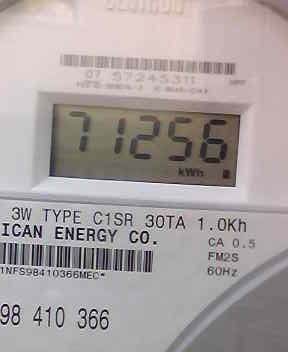 07 57245311
71256
kWh
3W TYPE C1SR 30TA 1.0Kh
ICAN ENERGY CO.
CA 0.5
FM2S
60Hz
1NFS98410366MEC*
98 410 366